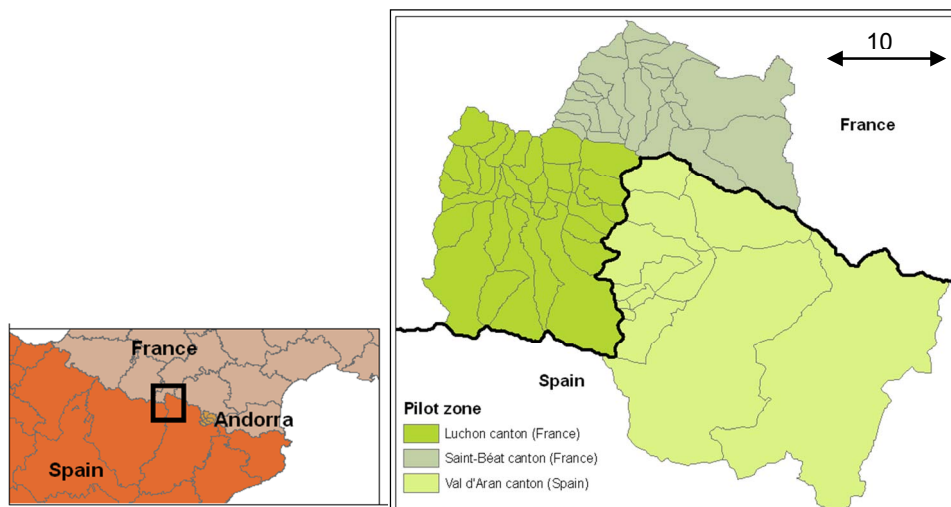 France
Andorra
Spain
10
France
Spain
Pilot zone
Luchon canton (France)
Saint-Béat canton (France)
Val d'Aran canton (Spain)